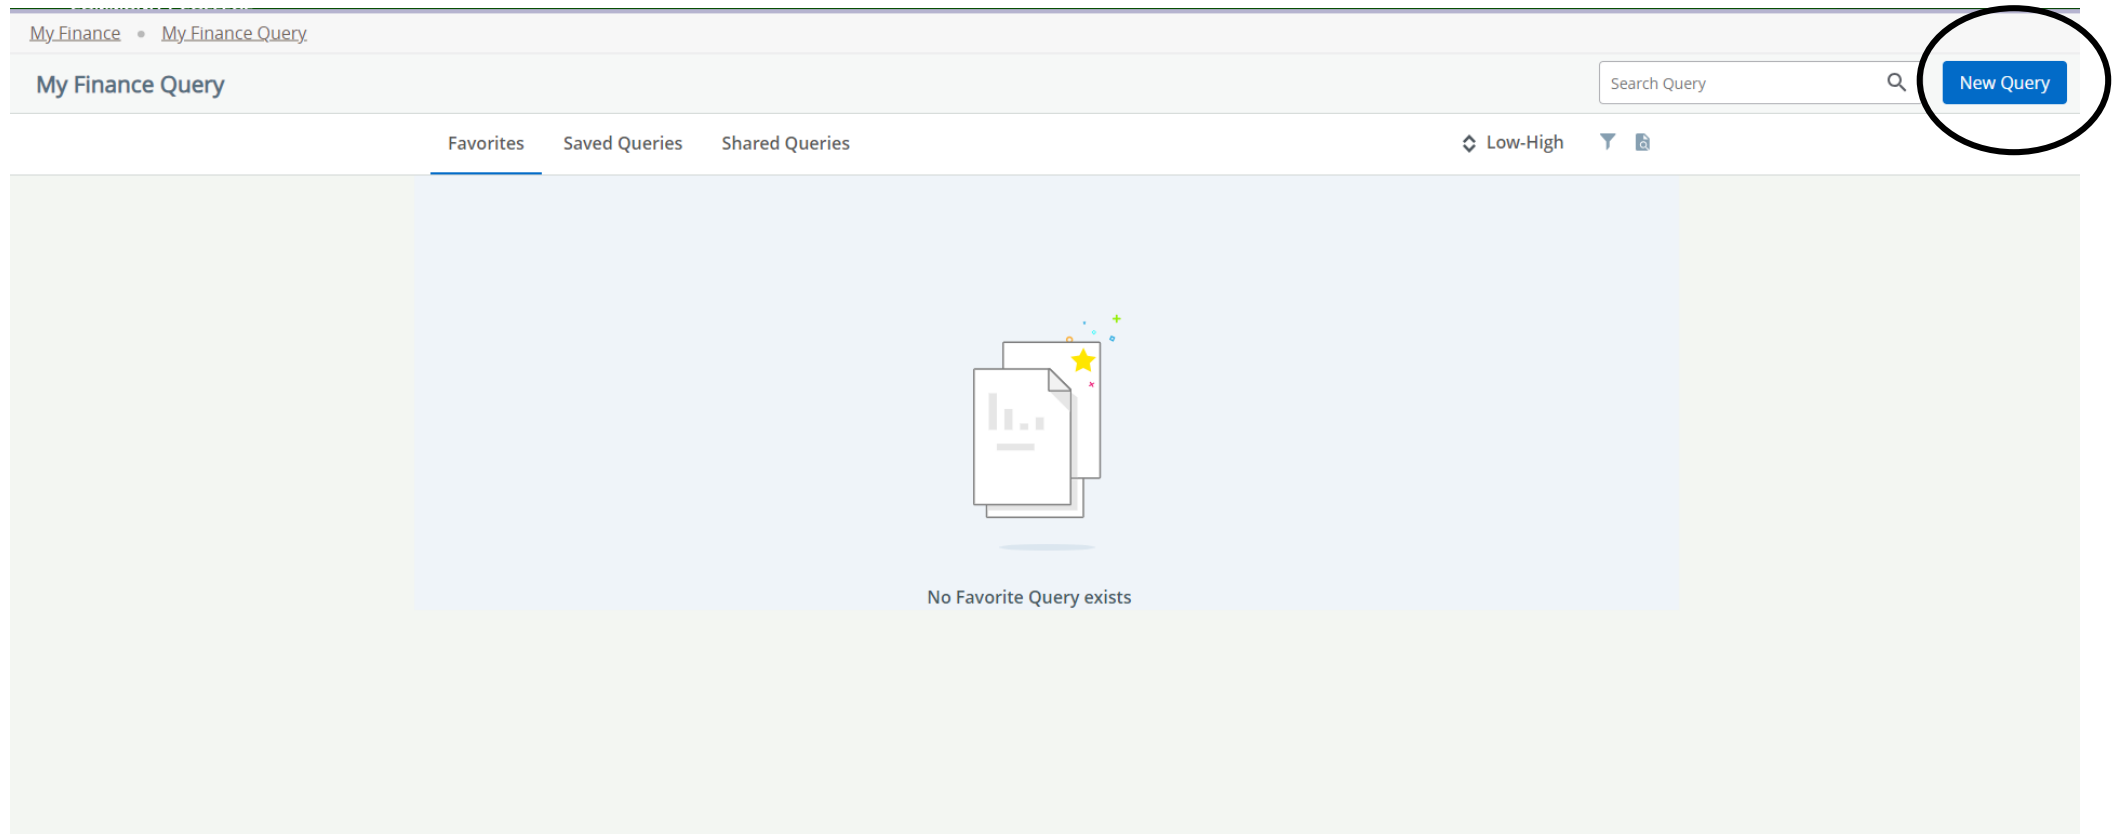 My Finance • My Finance Query
My Finance Query
Search Query
New Query
Favorites Saved Queries Shared Queries Low-High
No Favorite Query exists